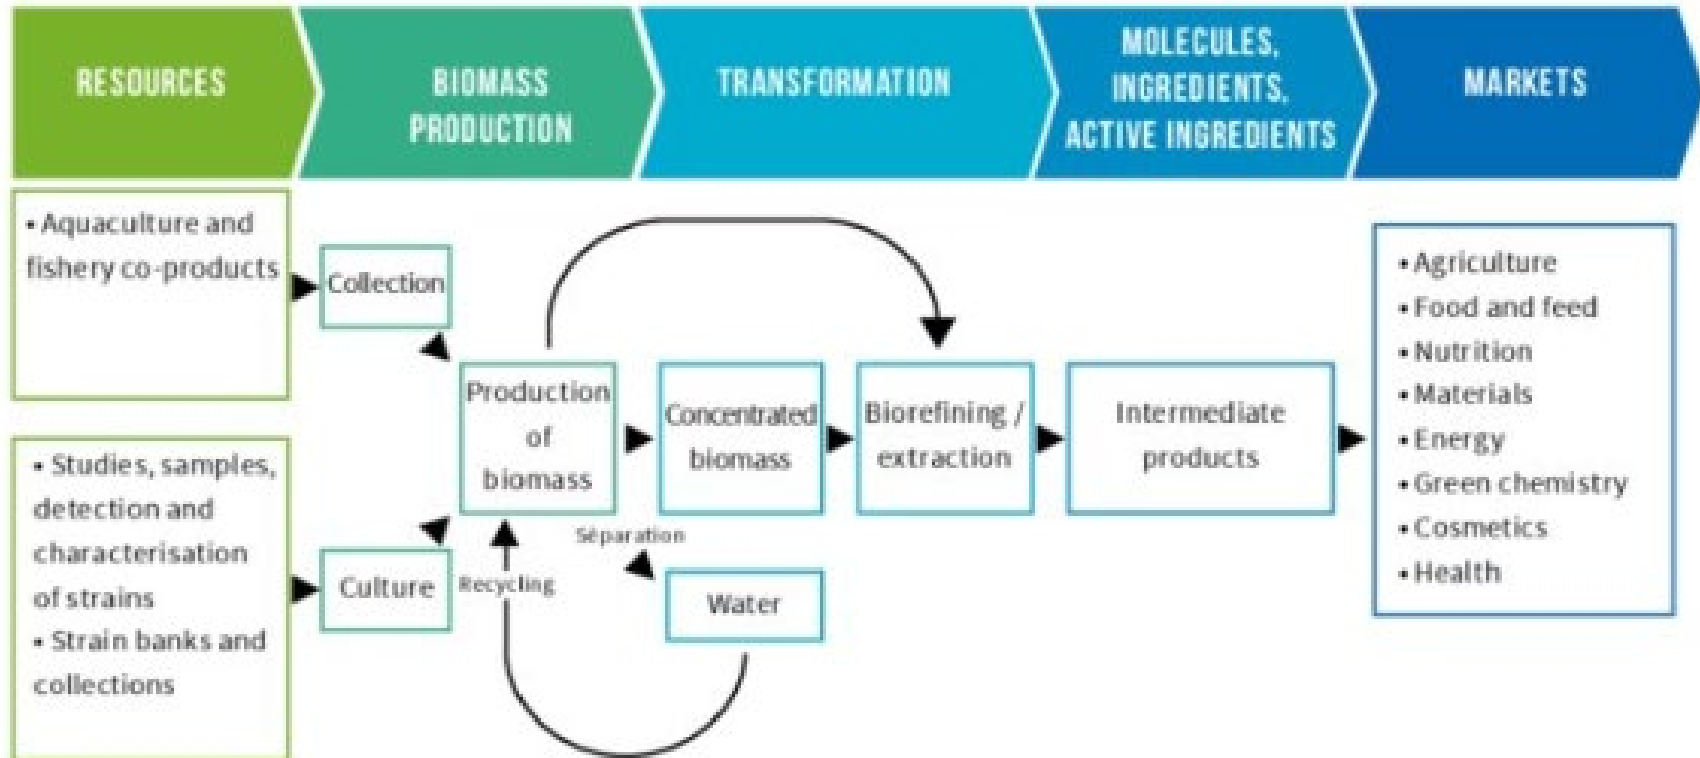 RESOURCES
BIOMASS
PRODUCTION
TRANSFORMATION
MOLECULES,
INGREDIENTS,
ACTIVE INGREDIENTS
MARKETS
• Aquaculture and
fishery co-products
Collection
• Studies, samples,
detection and
characterisation
of strains
• Strain banks and
collections
Culture
Production
of
biomass
Recycling
Séparation
Water
Concentrated
biomass
Biorefining /
extraction
Intermediate
products
• Agriculture
• Food and feed
• Nutrition
• Materials
• Energy
• Green chemistry
• Cosmetics
• Health